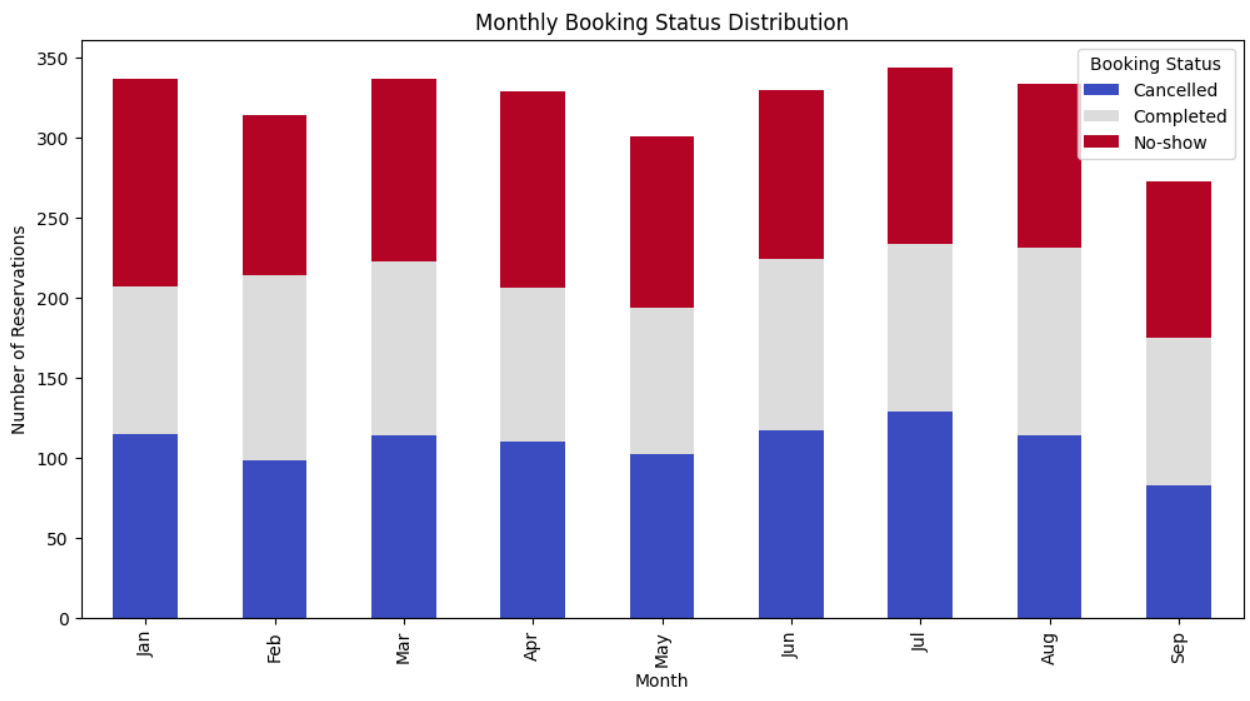 Monthly Booking Status Distribution
Booking Status
Cancelled
Completed
No-show
Number of Reservations
350
300
250
200
150
100
50
0
Jan Feb Mar Apr May Jun Jul Aug Sep
Month